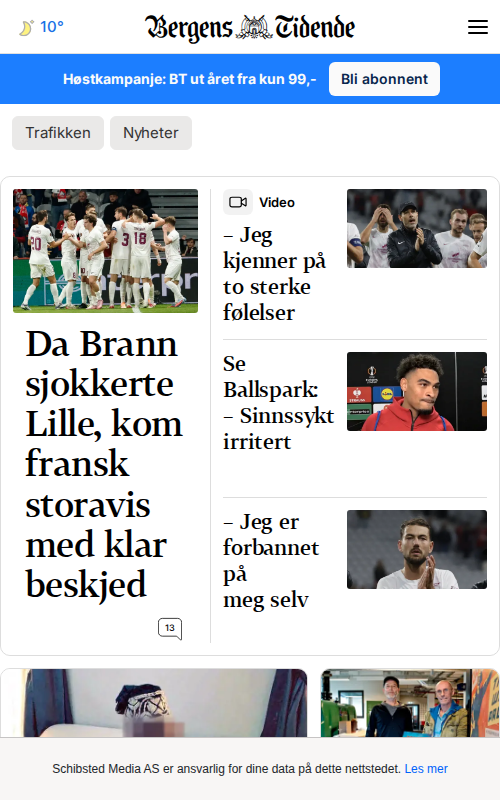 10°
Bergens Tidende
Høstkampanje: BT ut året fra kun 99,-
Bli abonnent
Trafikken
Nyheter
Da Brann
sjokkerte
Lille, kom
fransk
storavis
med klar
beskjed
13
Video
– Jeg
kjenner på
to sterke
følelser
Se
Ballspark:
– Sinnssykt
irritert
– Jeg er
forbannet
på
meg selv
Schibsted Media AS er ansvarlig for dine data på dette nettstedet. Les mer